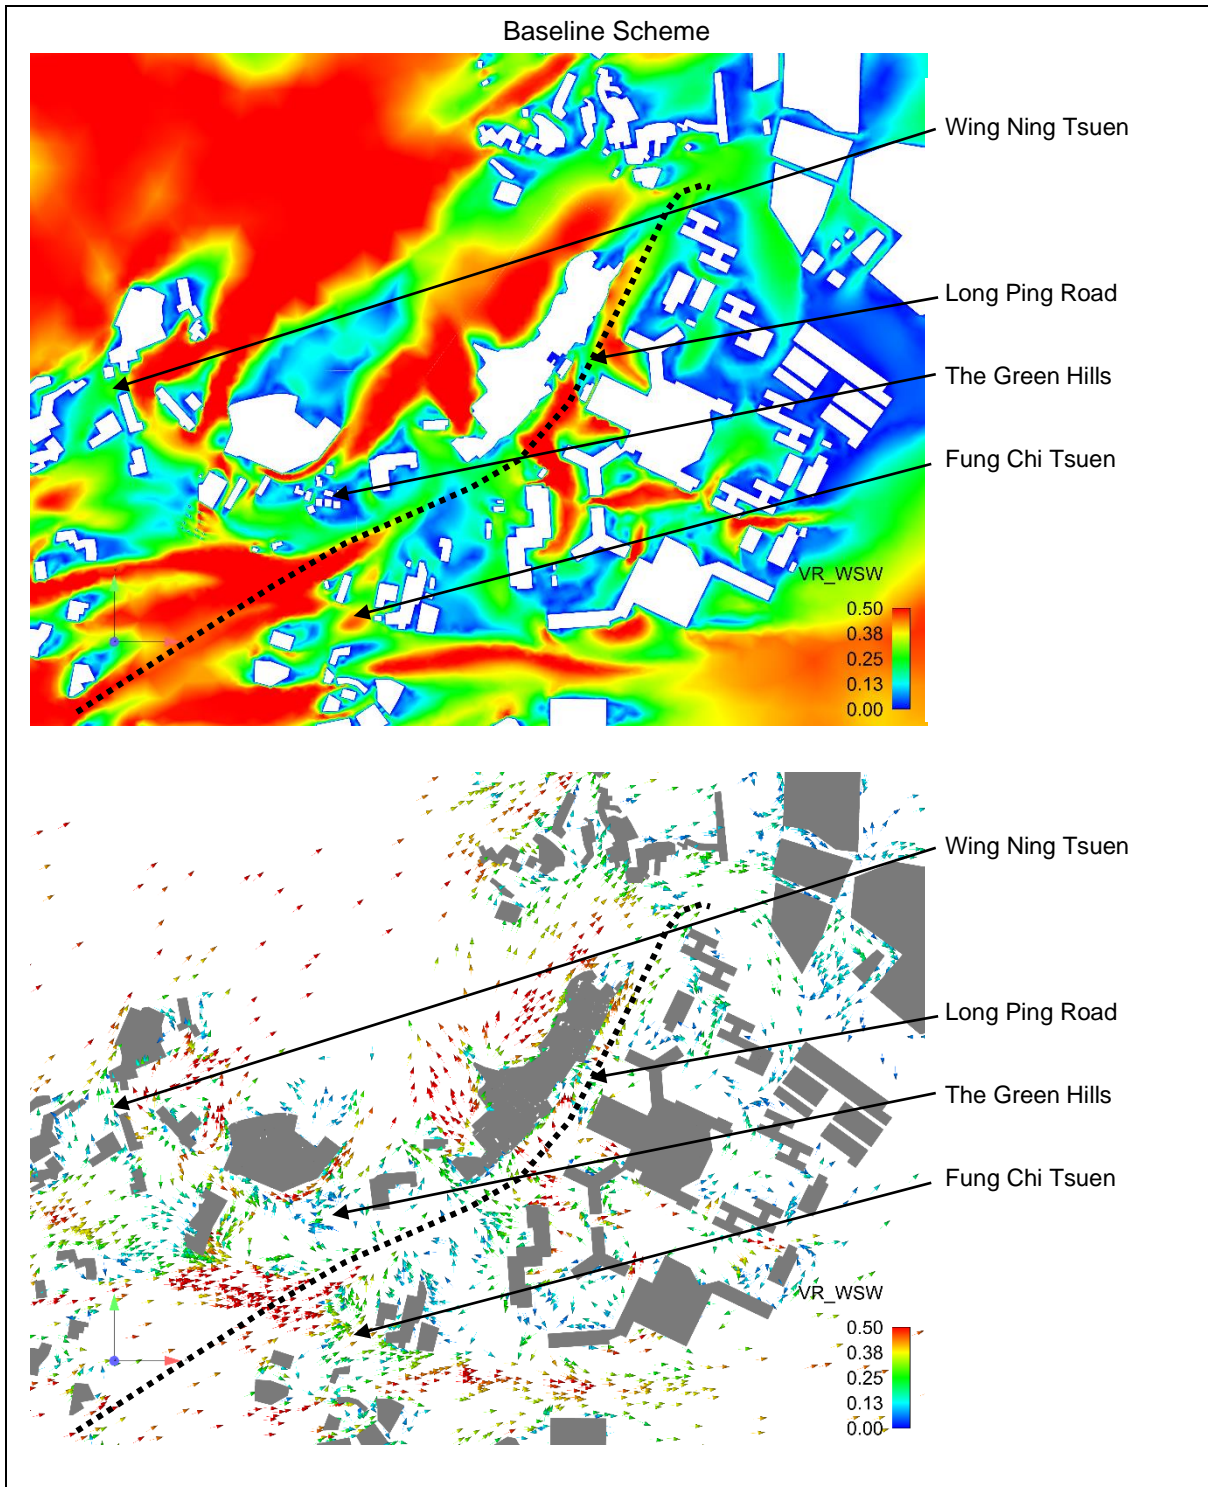 Baseline Scheme
Wing Ning Tsuen
Long Ping Road
The Green Hills
Fung Chi Tsuen
VR_WSW
0.50
0.38
0.25
0.13
0.00
Wing Ning Tsuen
Long Ping Road
The Green Hills
Fung Chi Tsuen
VR_WSW
0.50
0.38
0.25
0.13
0.00